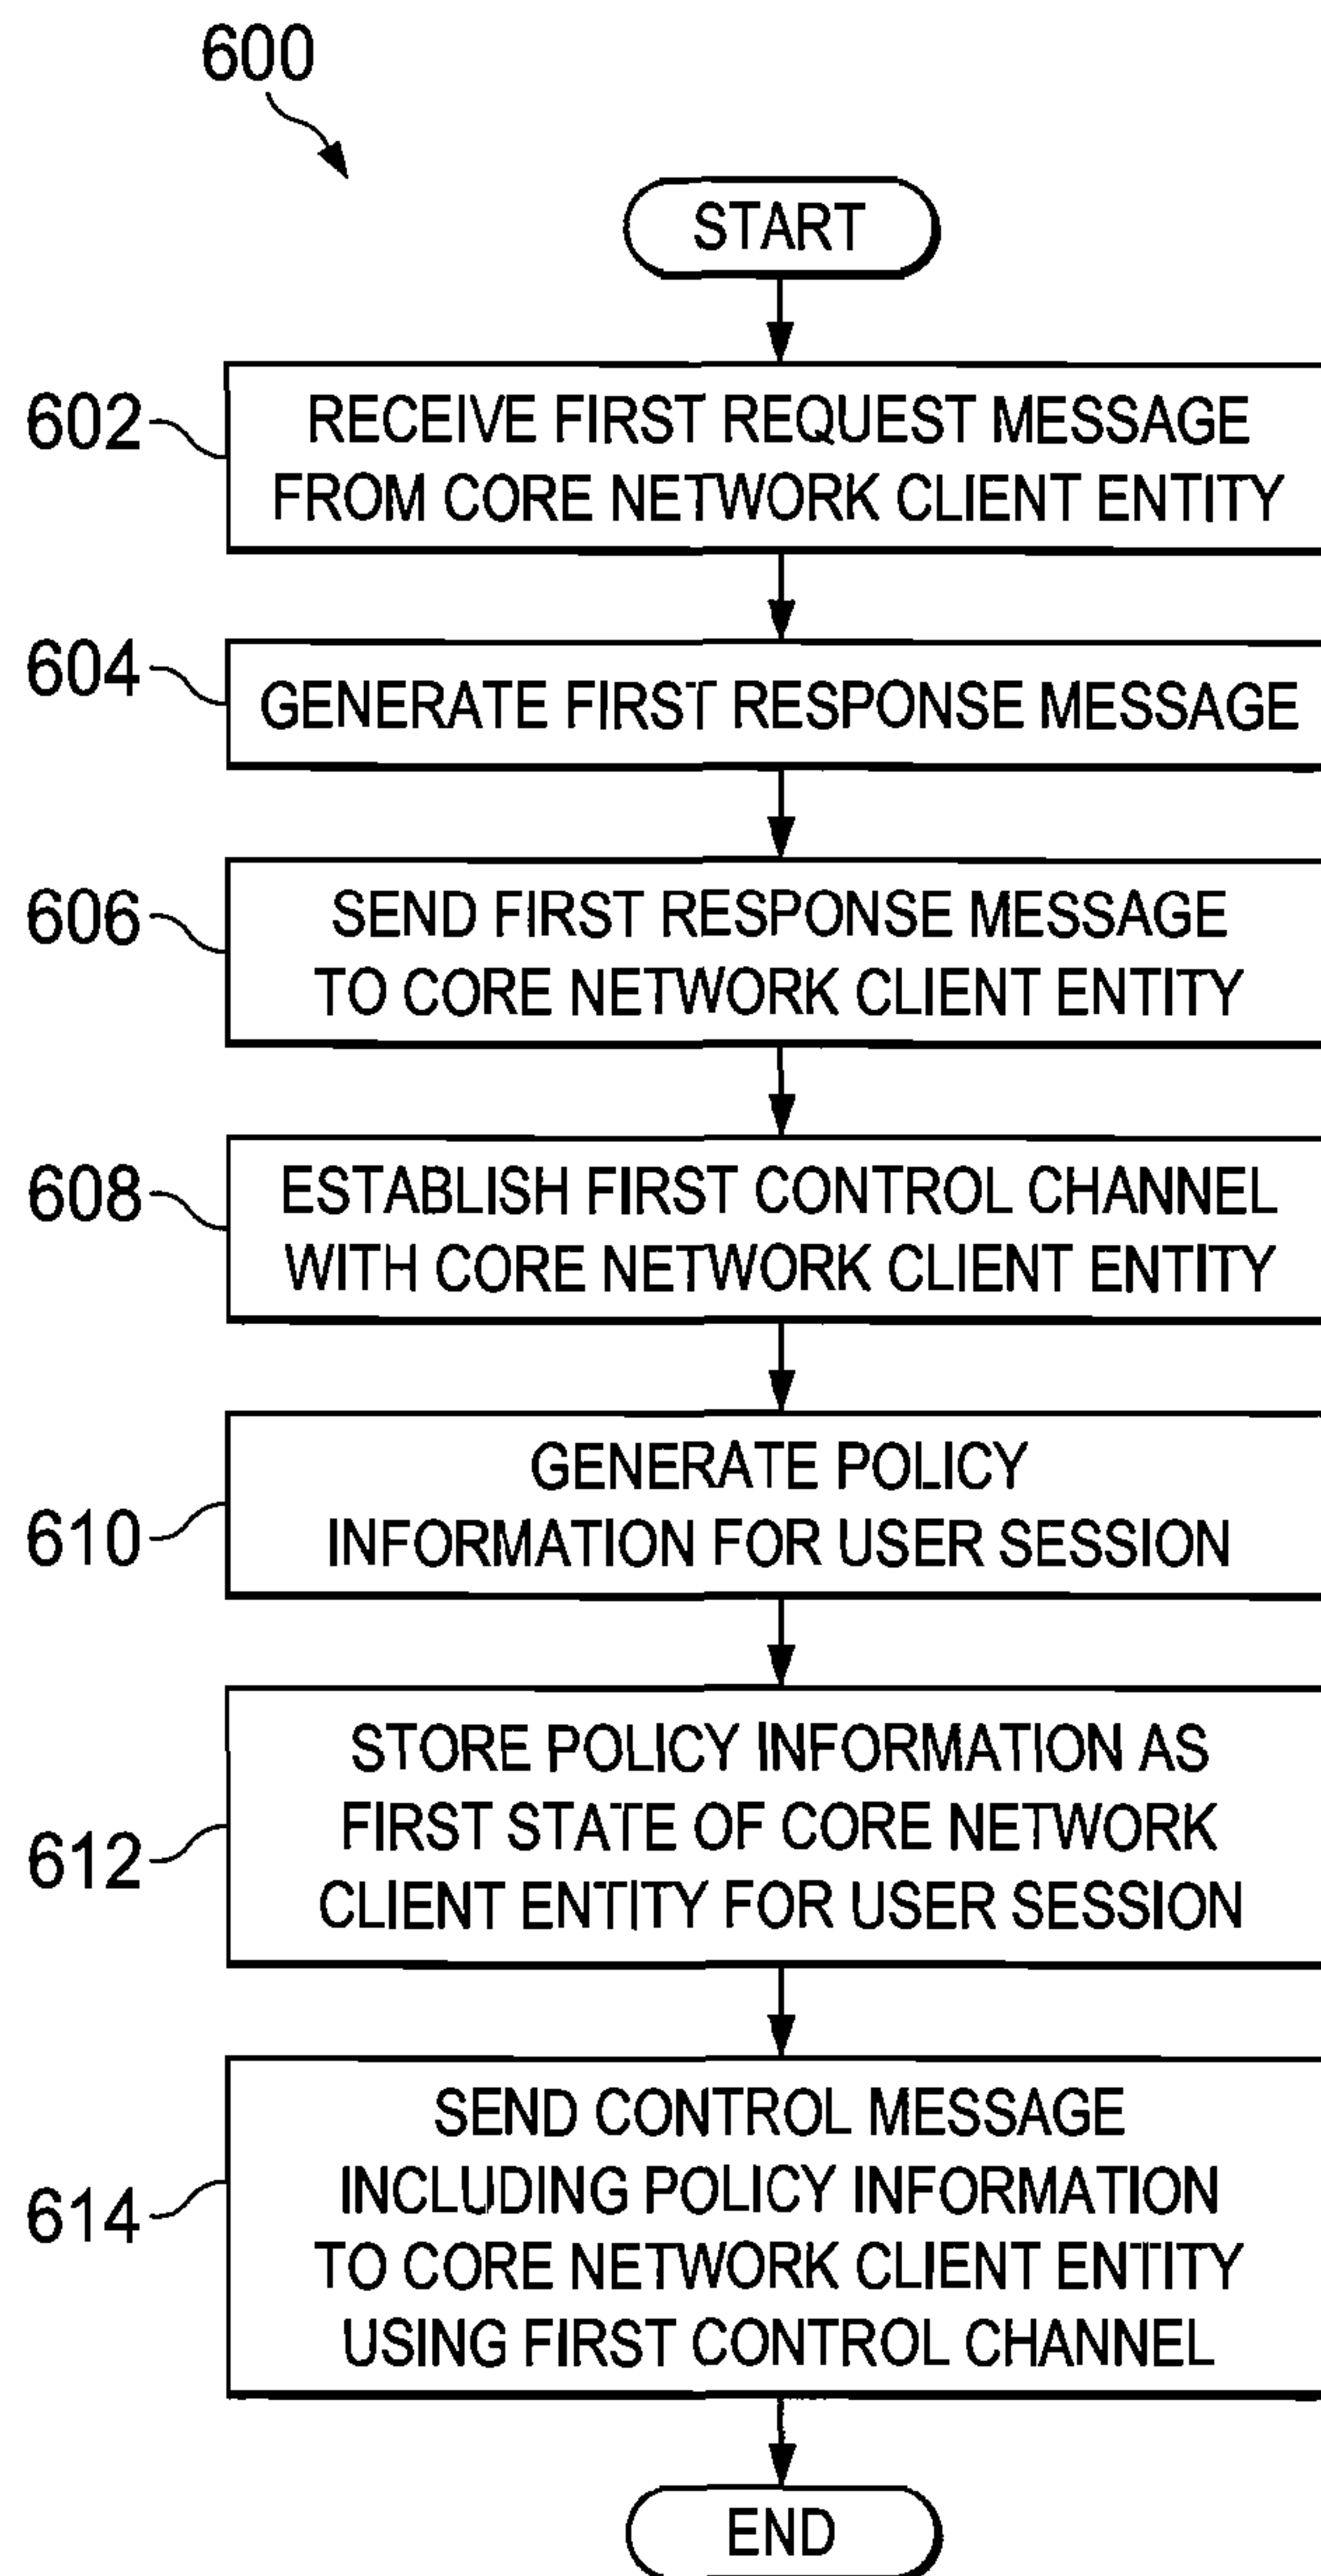 600
START
602
RECEIVE FIRST REQUEST MESSAGE
FROM CORE NETWORK CLIENT ENTITY
604
GENERATE FIRST RESPONSE MESSAGE
606
SEND FIRST RESPONSE MESSAGE
TO CORE NETWORK CLIENT ENTITY
608
ESTABLISH FIRST CONTROL CHANNEL
WITH CORE NETWORK CLIENT ENTITY
610
GENERATE POLICY
INFORMATION FOR USER SESSION
612
STORE POLICY INFORMATION AS
FIRST STATE OF CORE NETWORK
CLIENT ENTITY FOR USER SESSION
614
SEND CONTROL MESSAGE
INCLUDING POLICY INFORMATION
TO CORE NETWORK CLIENT ENTITY
USING FIRST CONTROL CHANNEL
END